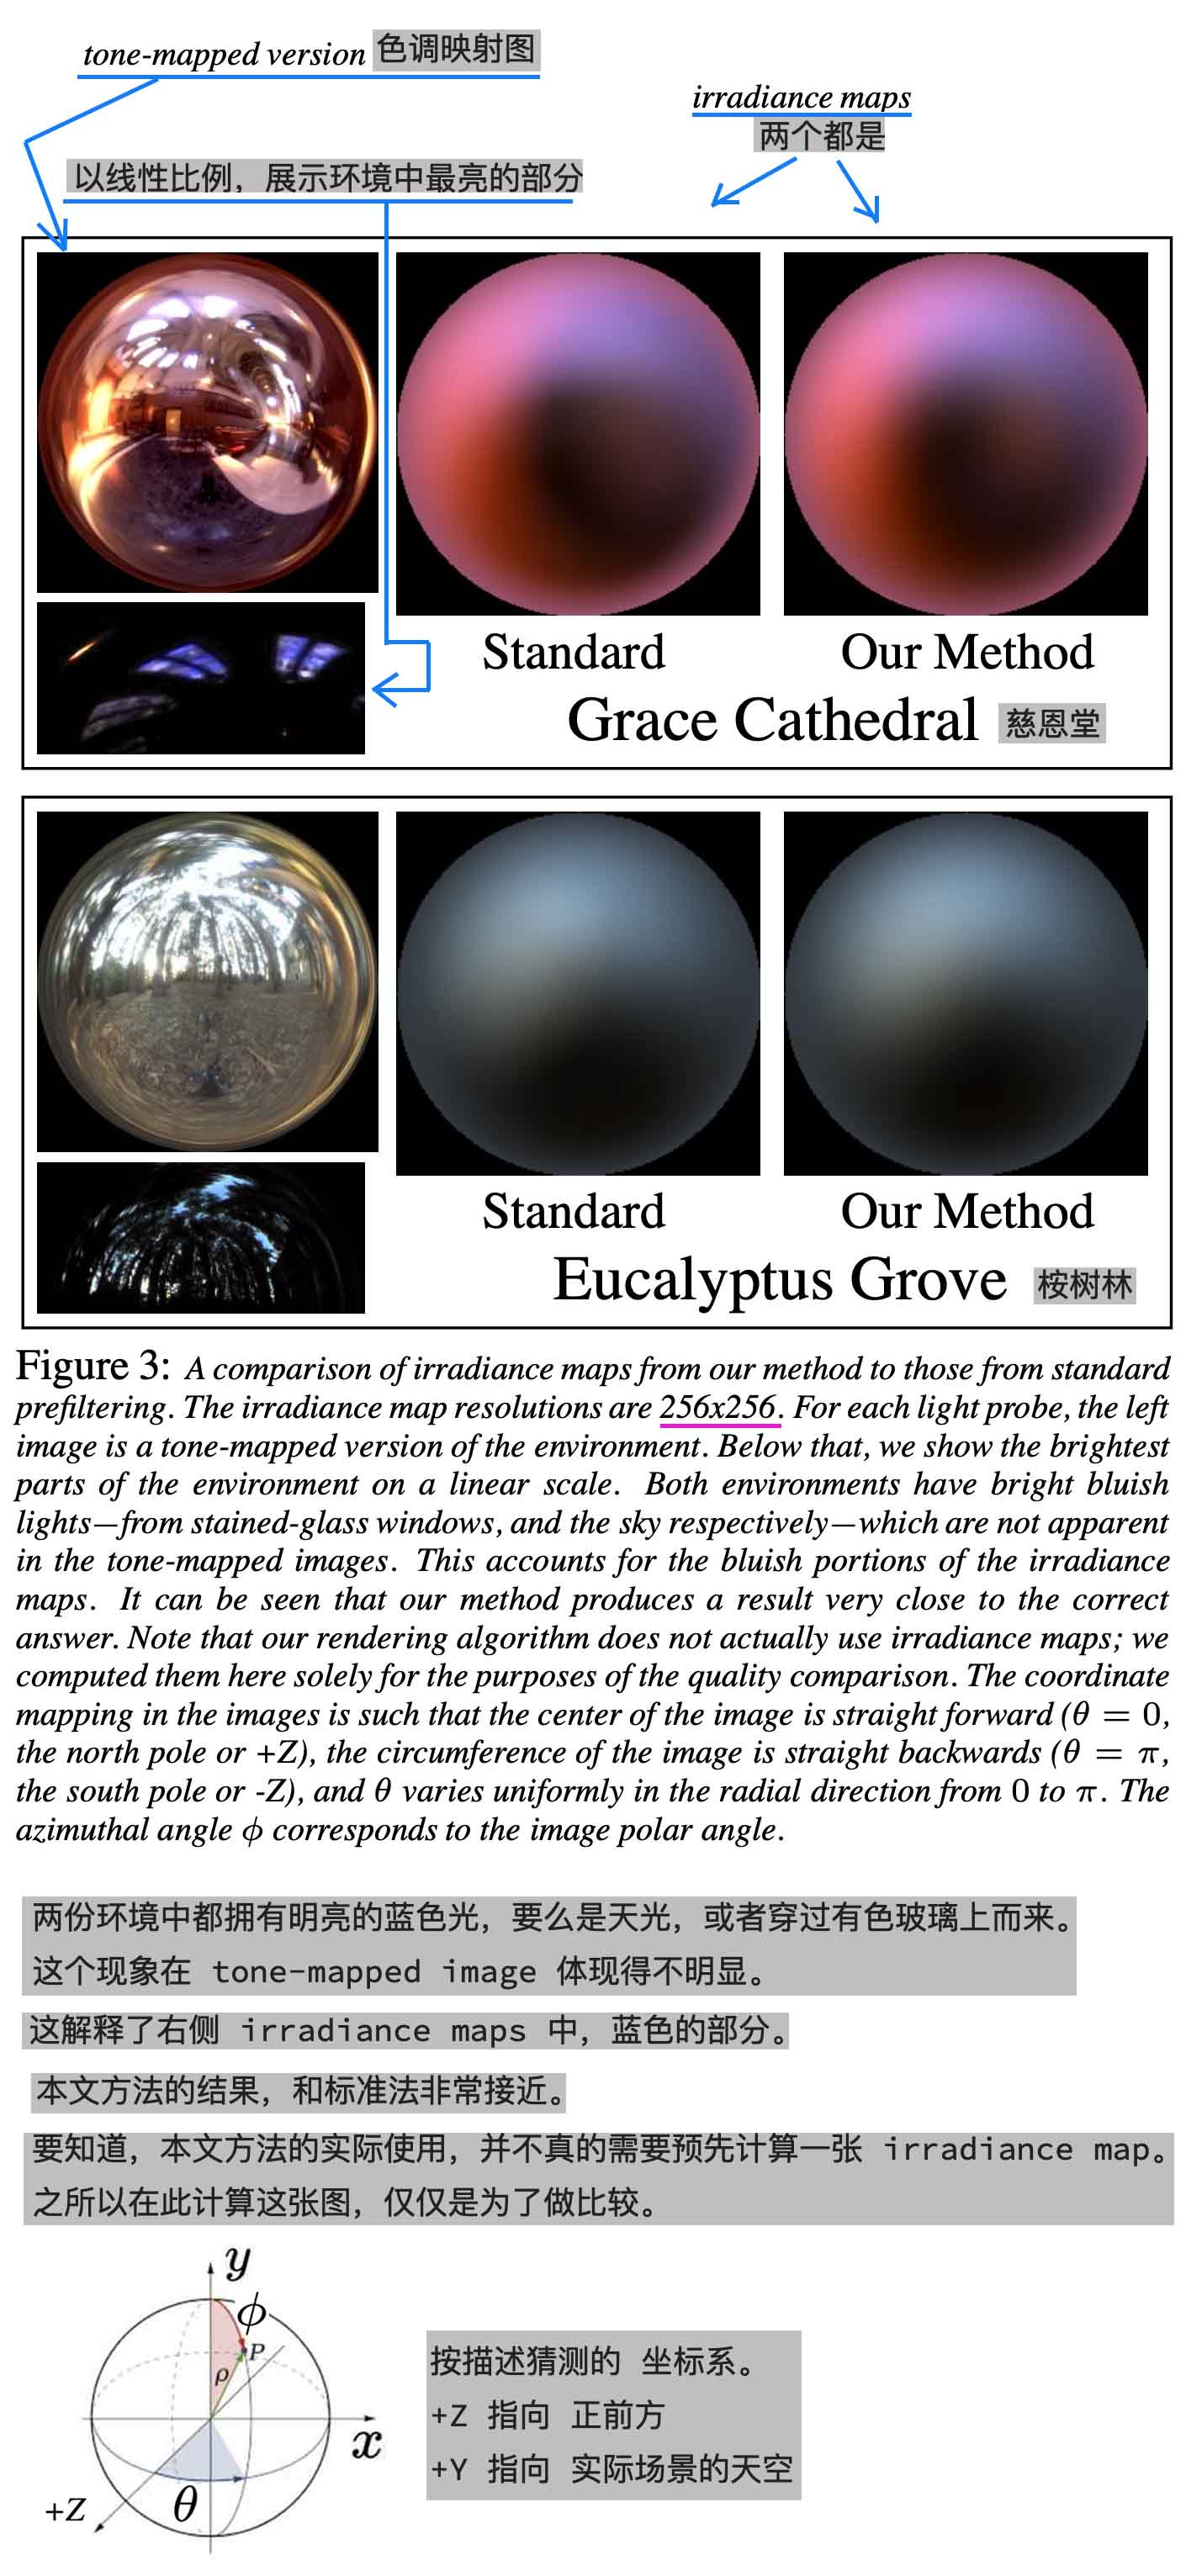 tone-mapped version 色调映射图
irradiance maps
两个都是
以线性比例，展示环境中最亮的部分
Standard
Our Method
Grace Cathedral 慈恩堂
Standard
Our Method
Eucalyptus Grove 桉树林
Figure 3: A comparison of irradiance maps from our method to those from standard
prefiltering. The irradiance map resolutions are 256x256. For each light probe, the left
image is a tone-mapped version of the environment. Below that, we show the brightest
parts of the environment on a linear scale. Both environments have bright bluish
lights—from stained-glass windows, and the sky respectively—which are not apparent
in the tone-mapped images. This accounts for the bluish portions of the irradiance
maps. It can be seen that our method produces a result very close to the correct
answer. Note that our rendering algorithm does not actually use irradiance maps; we
computed them here solely for the purposes of the quality comparison. The coordinate
mapping in the images is such that the center of the image is straight forward (θ = 0,
the north pole or +Z), the circumference of the image is straight backwards (θ = π,
the south pole or -Z), and θ varies uniformly in the radial direction from 0 to π. The
azimuthal angle ϕ corresponds to the image polar angle.
两份环境中都拥有明亮的蓝色光，要么是天光，或者穿过有色玻璃上而来。
这个现象在 tone-mapped image 体现得不明显。
这解释了右侧 irradiance maps 中，蓝色的部分。
本文方法的结果，和标准法非常接近。
要知道，本文方法的实际使用，并不真的需要预先计算一张 irradiance map。
之所以在此计算这张图，仅仅是为了做比较。
y
ϕ
P
ρ
x
θ
+Z
按描述猜测的 坐标系。
+Z 指向 正前方
+Y 指向 实际场景的天空